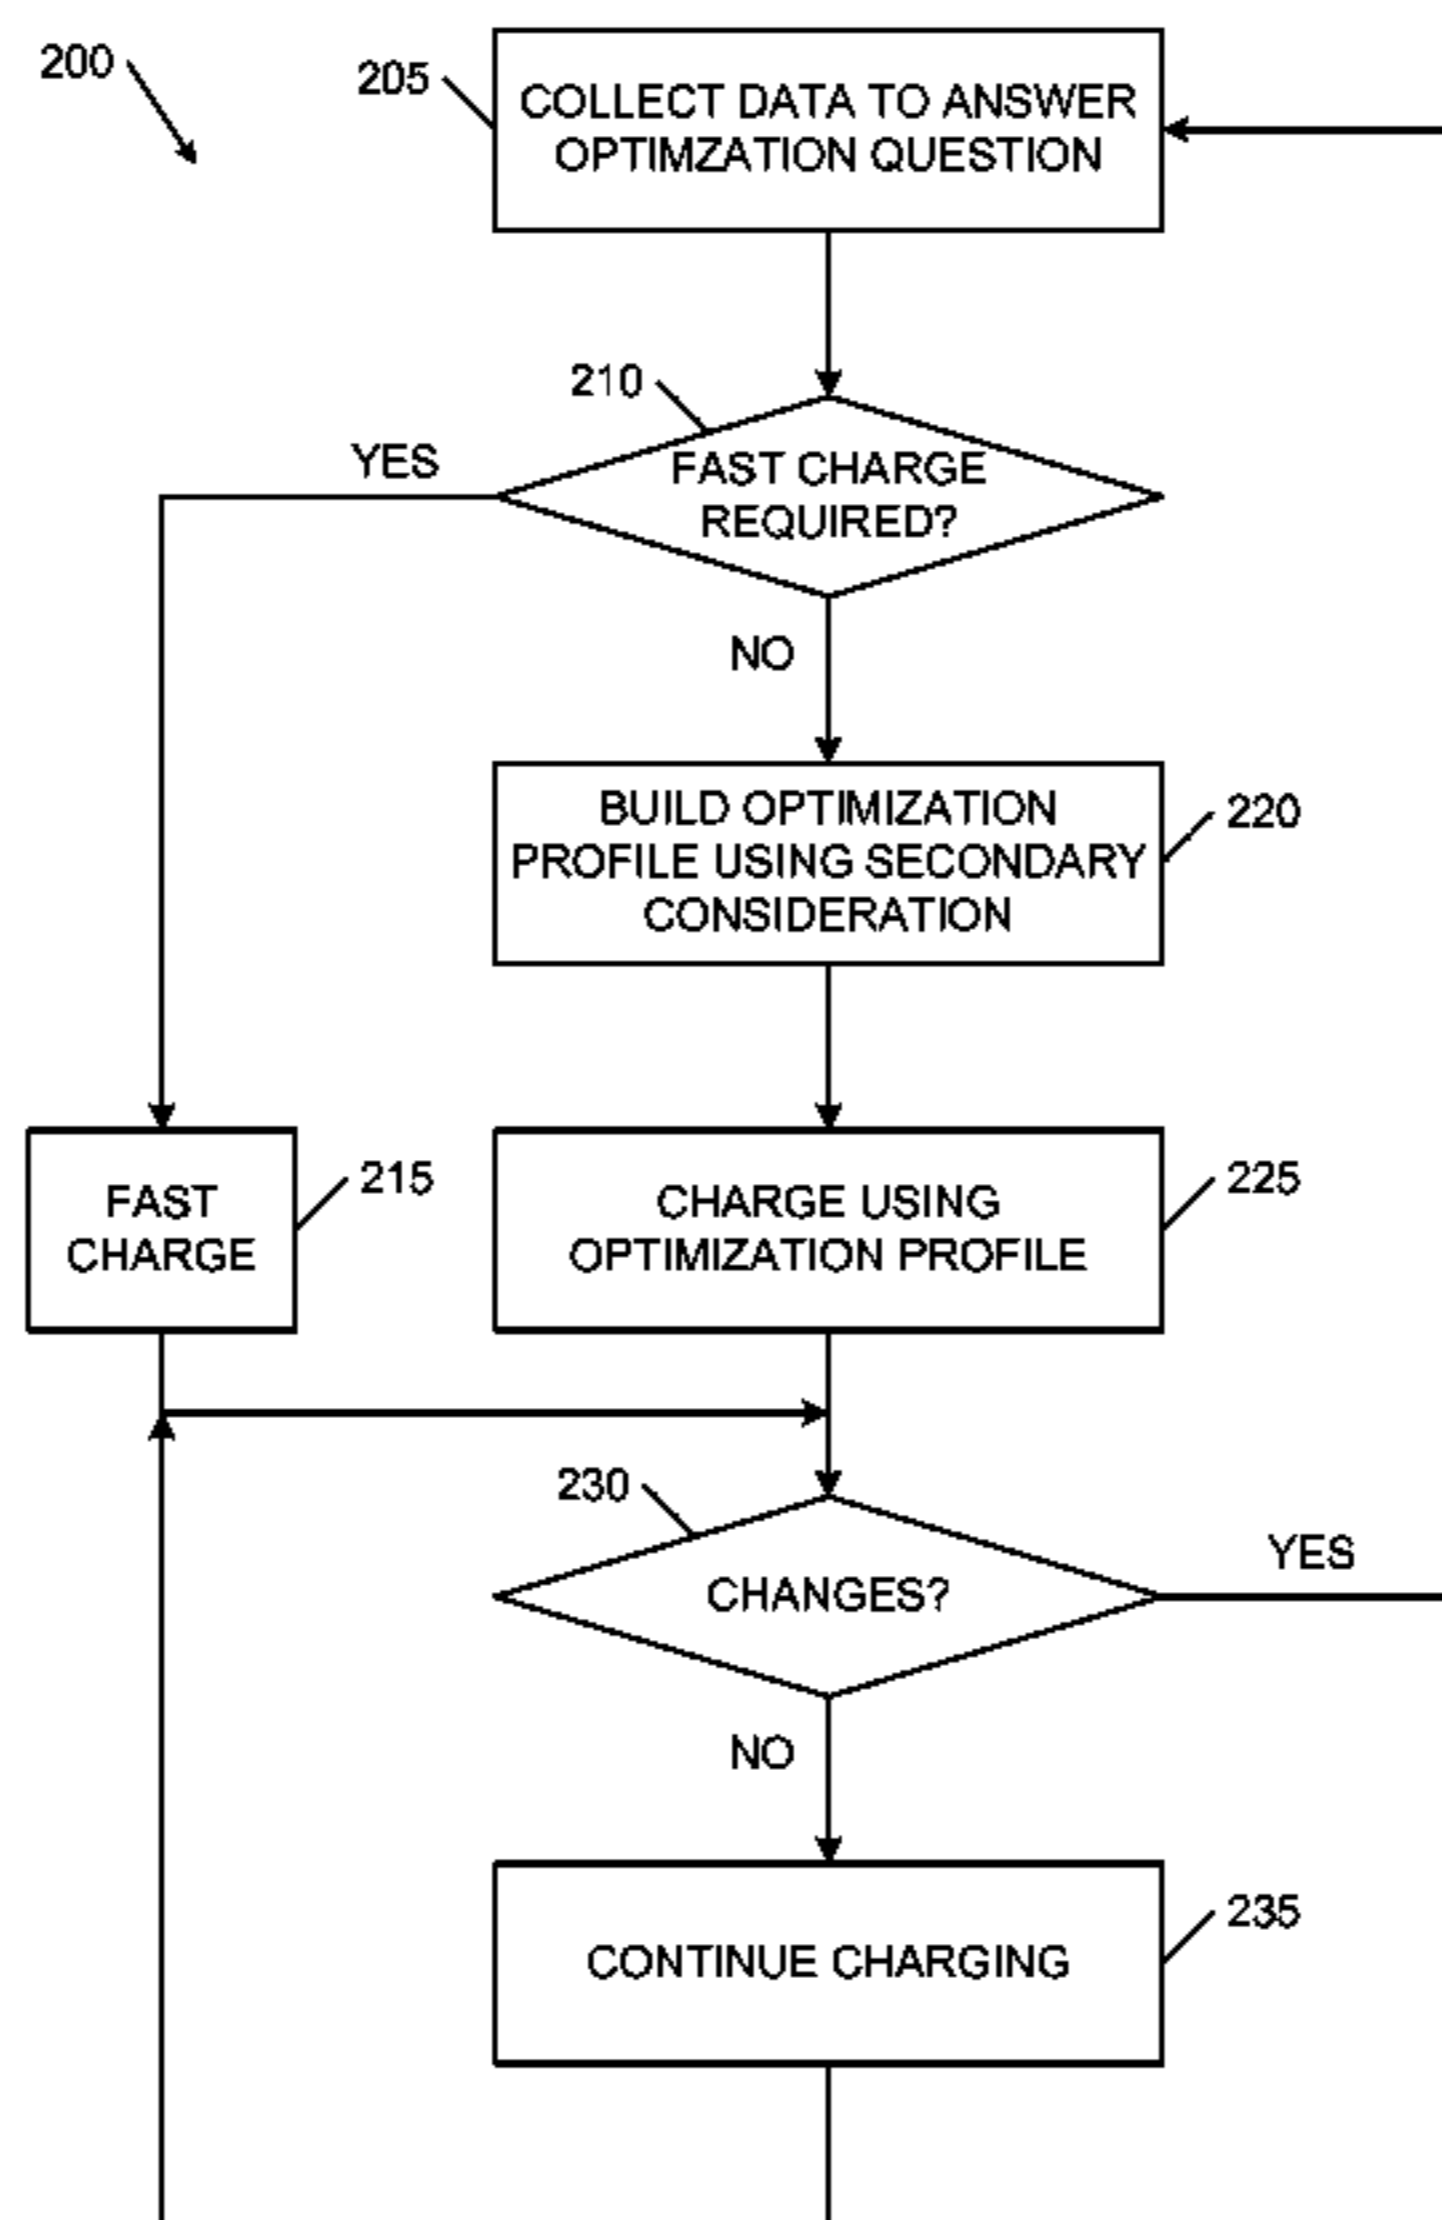 200
205
COLLECT DATA TO ANSWER
OPTIMZATION QUESTION
210
YES
FAST CHARGE
REQUIRED?
NO
BUILD OPTIMIZATION
PROFILE USING SECONDARY
CONSIDERATION
220
FAST
CHARGE
215
CHARGE USING
OPTIMIZATION PROFILE
225
230
CHANGES?
YES
NO
CONTINUE CHARGING
235